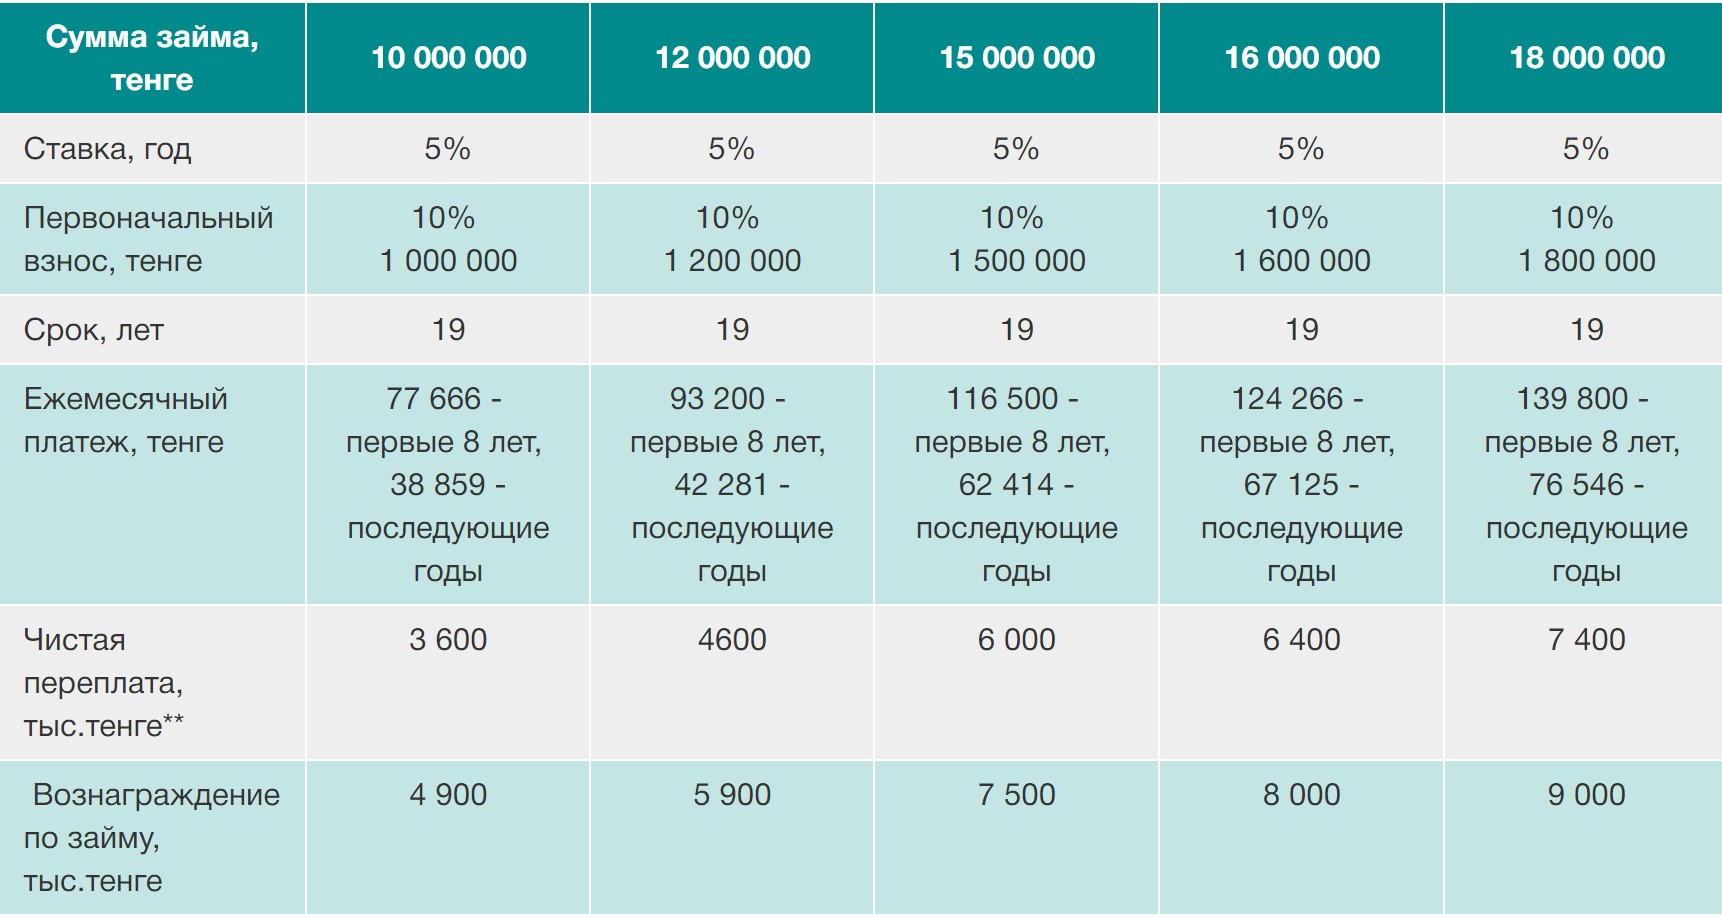 Сумма займа,
тенге
10 000 000
12 000 000
15 000 000
16 000 000
18 000 000
Ставка, год
5%
5%
5%
5%
5%
Первоначальный
взнос, тенге
10%
1 000 000
10%
1 200 000
10%
1 500 000
10%
1 600 000
10%
1 800 000
Срок, лет
19
19
19
19
19
Ежемесячный
платеж, тенге
77 666 -
первые 8 лет,
38 859 -
последующие
годы
93 200 -
первые 8 лет,
42 281 -
последующие
годы
116 500 -
первые 8 лет,
62 414 -
последующие
годы
124 266 -
первые 8 лет,
67 125 -
последующие
годы
139 800 -
первые 8 лет,
76 546 -
последующие
годы
Чистая
переплата,
тыс.тенге**
3 600
4600
6 000
6 400
7 400
Вознаграждение
по займу,
тыс.тенге
4 900
5 900
7 500
8 000
9 000